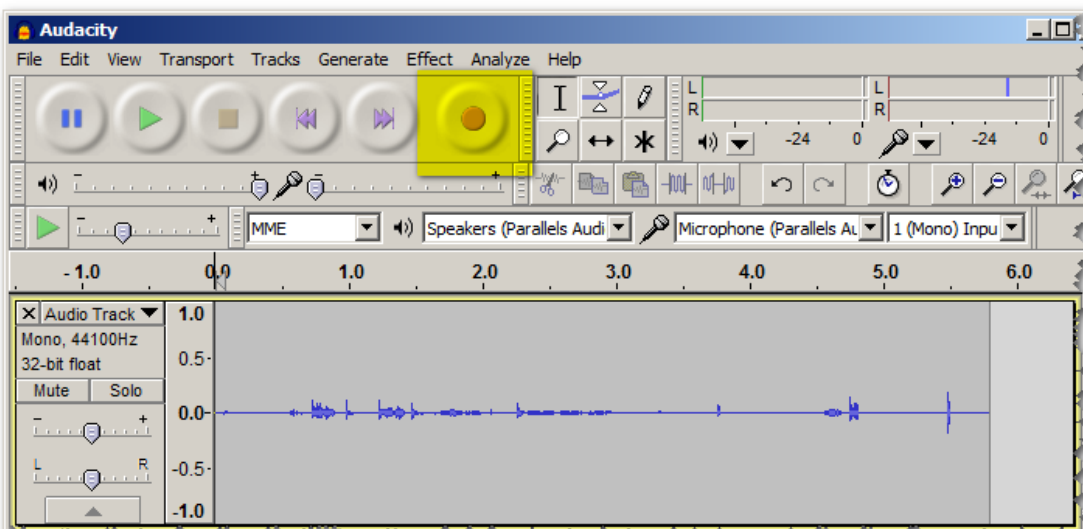 Audacity
File Edit View Transport Tracks Generate Effect Analyze Help
L
R
-24 0
L
R
-24 0
- +
- +
- +
MME
Speakers (Parallels Audi
Microphone (Parallels Au
1 (Mono) Inpu
- 1.0 0.0 1.0 2.0 3.0 4.0 5.0 6.0
X Audio Track
Mono, 44100Hz
32-bit float
Mute Solo
- +
L R
1.0
0.5
0.0
-0.5
-1.0